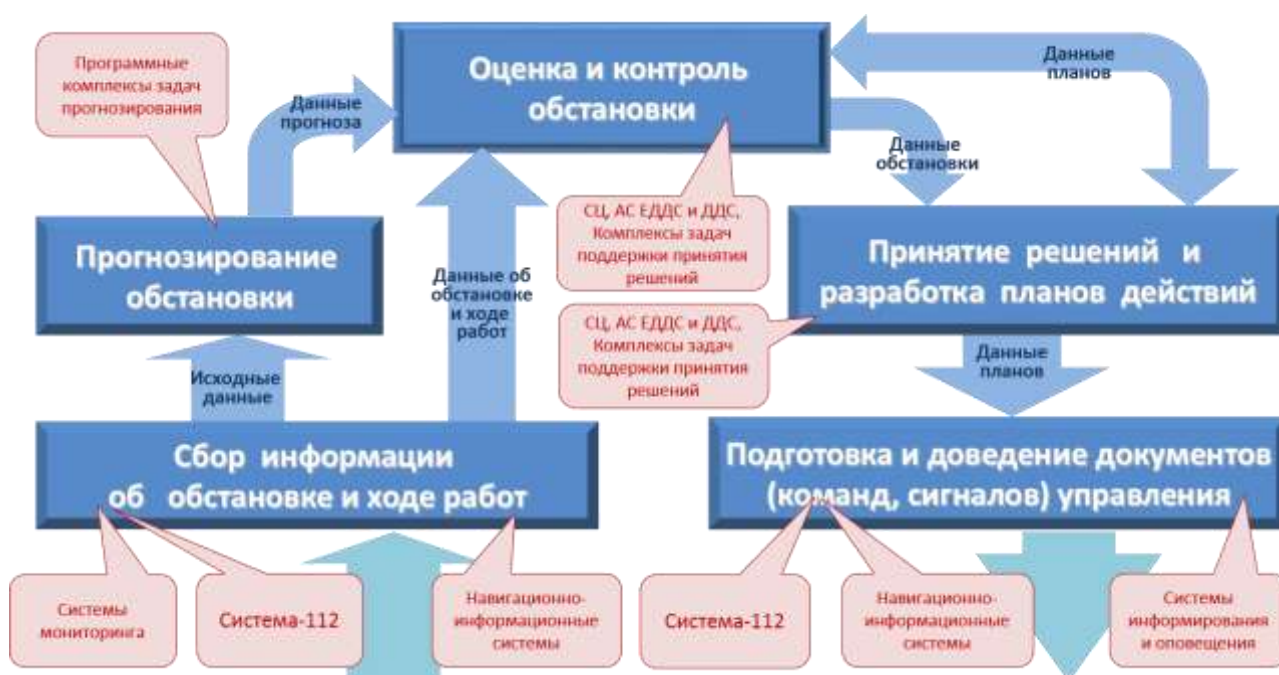 Программные
комплексы задач
прогнозирования
Данные
прогноза
Оценка и контроль
обстановки
Данные
планов
Данные
обстановки
Прогнозирование
обстановки
Данные об
обстановке
и ходе
работ
СЦ, АС ЕДДС и ДДС,
Комплексы задач
поддержки принятия
решений
Принятие решений и
разработка планов действий
СЦ, АС ЕДДС и ДДС,
Комплексы задач
поддержки принятия
решений
Данные
планов
Исходные
данные
Сбор информации
об обстановке и ходе работ
Подготовка и доведение документов
(команд, сигналов) управления
Системы
мониторинга
Система-112
Навигационно-
информационные
системы
Система-112
Навигационно-
информационные
системы
Системы
информирования
и оповещения